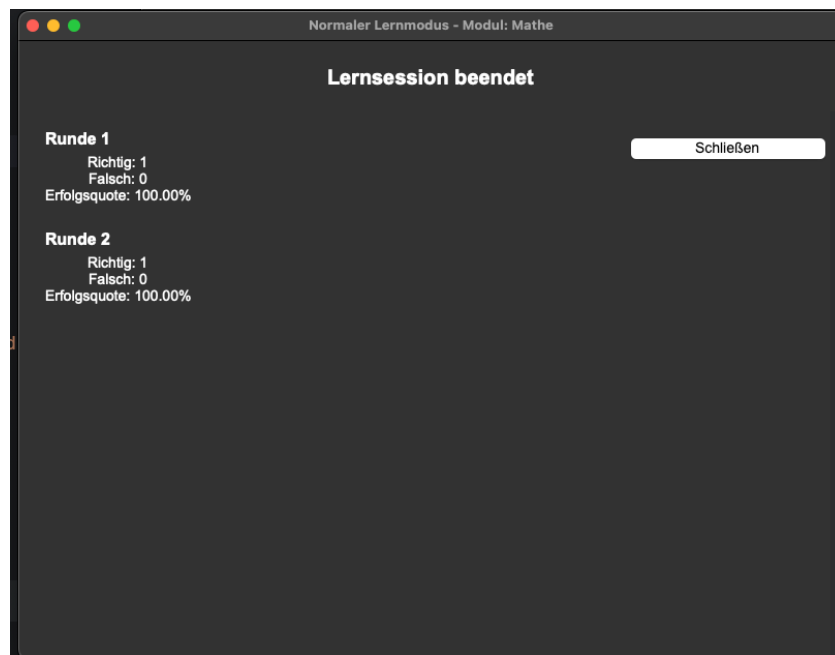 Normaler Lernmodus - Modul: Mathe
Lernsession beendet
Runde 1
Richtig: 1
Falsch: 0
Erfolgsquote: 100.00%
Schließen
Runde 2
Richtig: 1
Falsch: 0
Erfolgsquote: 100.00%
d